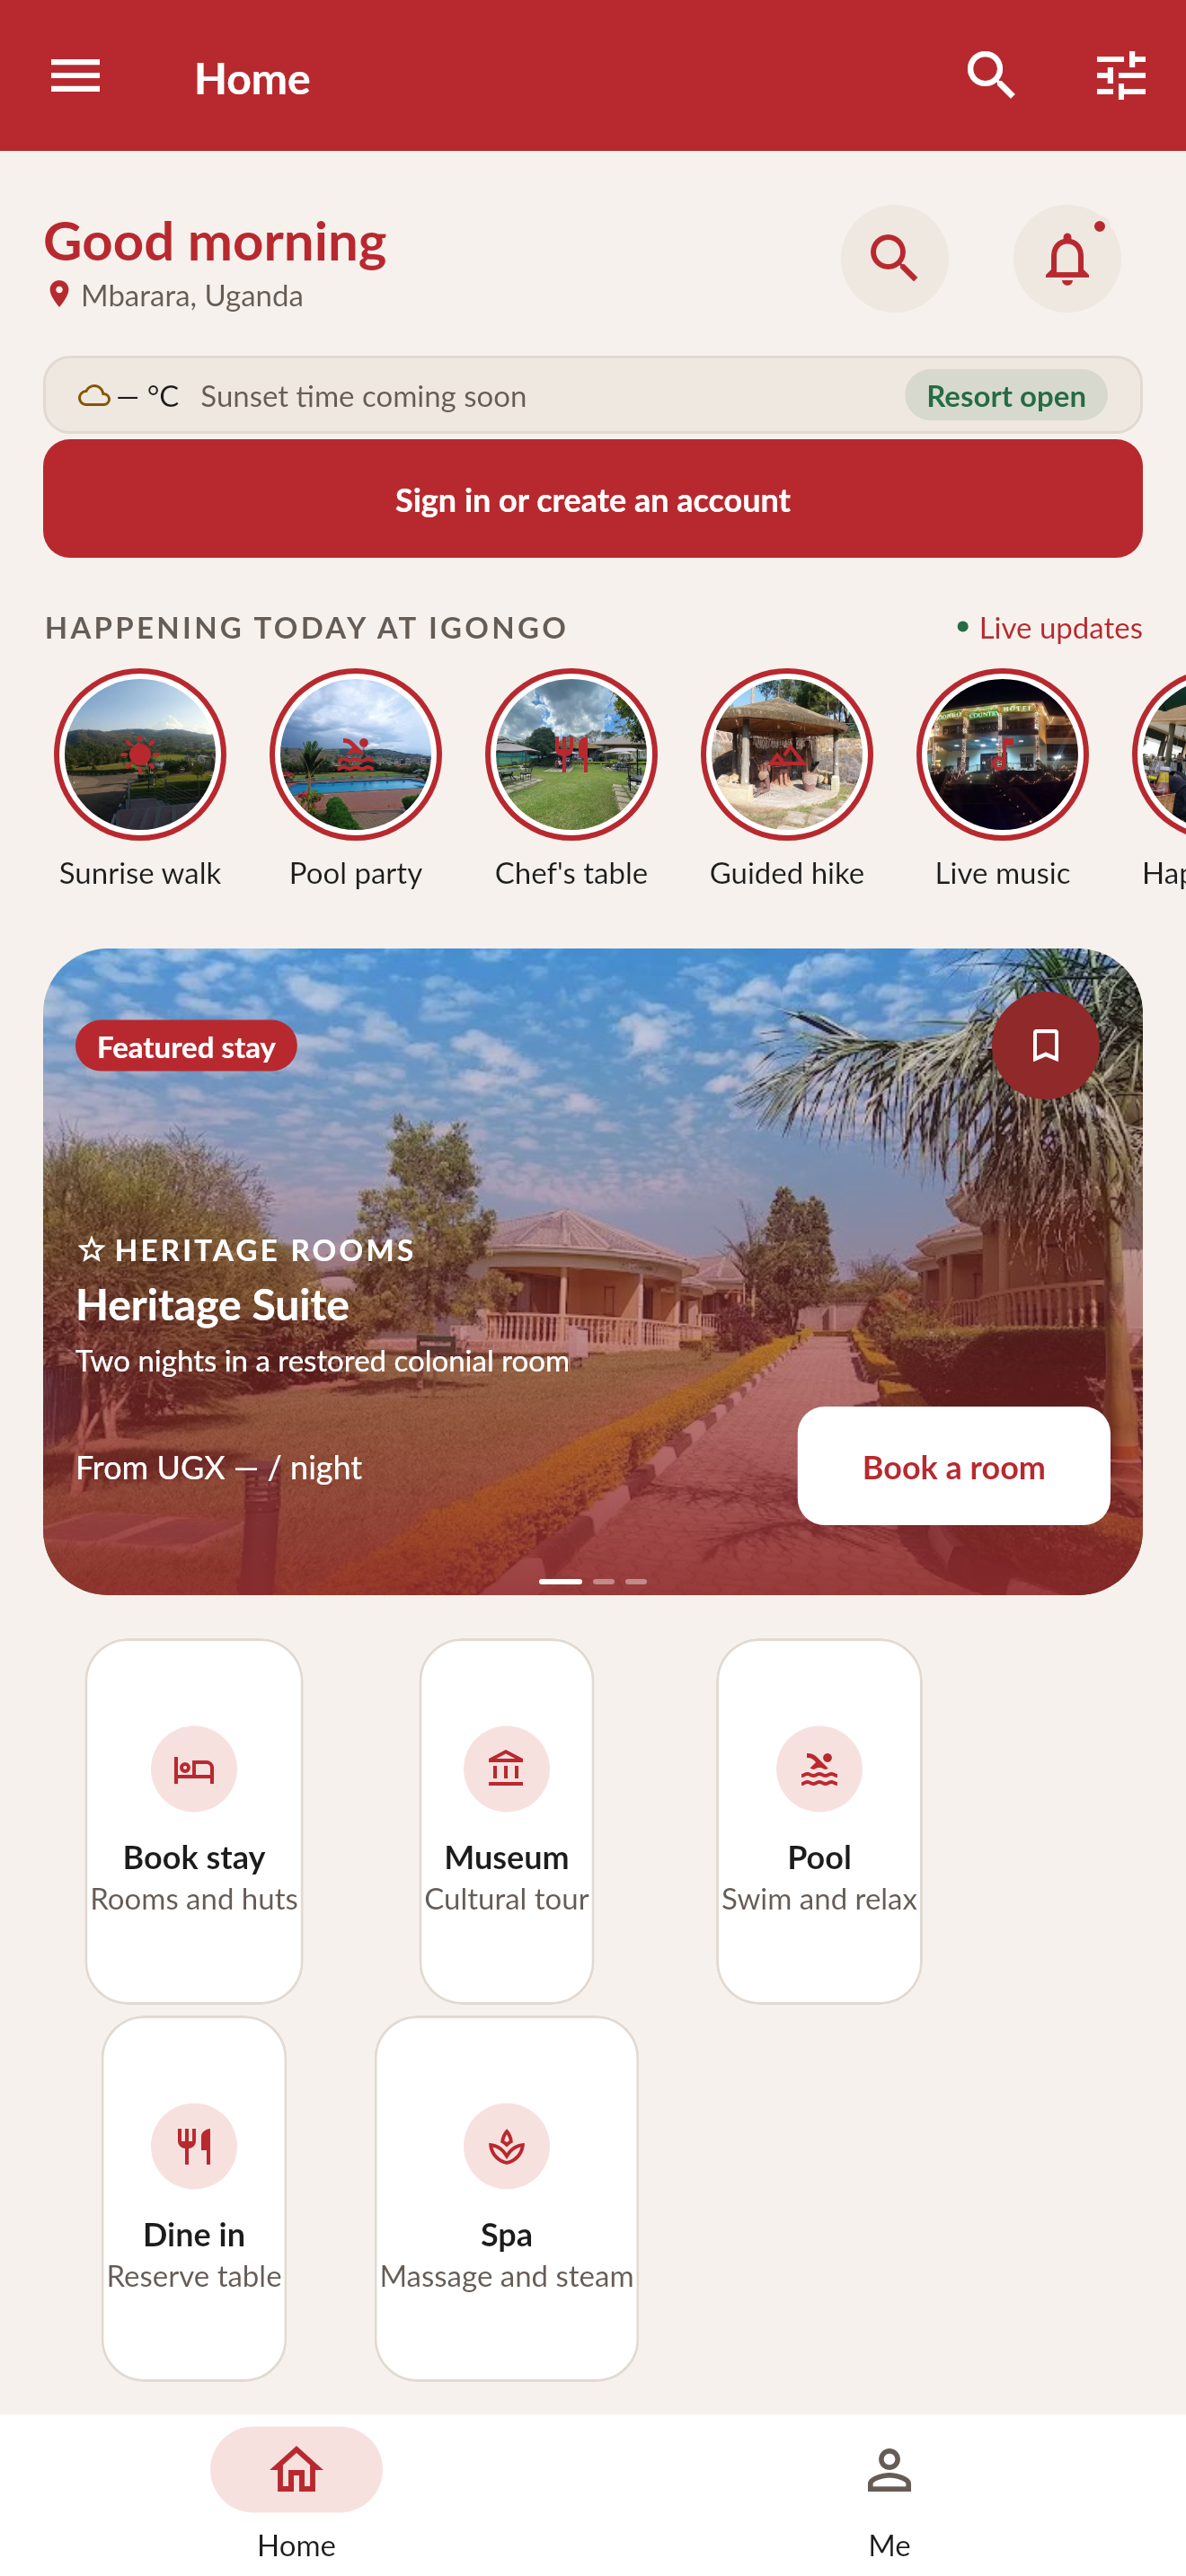 Home
Good morning
Mbarara, Uganda
— °C Sunset time coming soon
Resort open
Sign in or create an account
HAPPENING TODAY AT IGONGO
Live updates
Sunrise walk
Pool party
Chef's table
Guided hike
Live music
Hap
Featured stay
HERITAGE ROOMS
Heritage Suite
Two nights in a restored colonial room
From UGX — / night
Book a room
Book stay
Rooms and huts
Museum
Cultural tour
Pool
Swim and relax
Dine in
Reserve table
Spa
Massage and steam
Home
Me